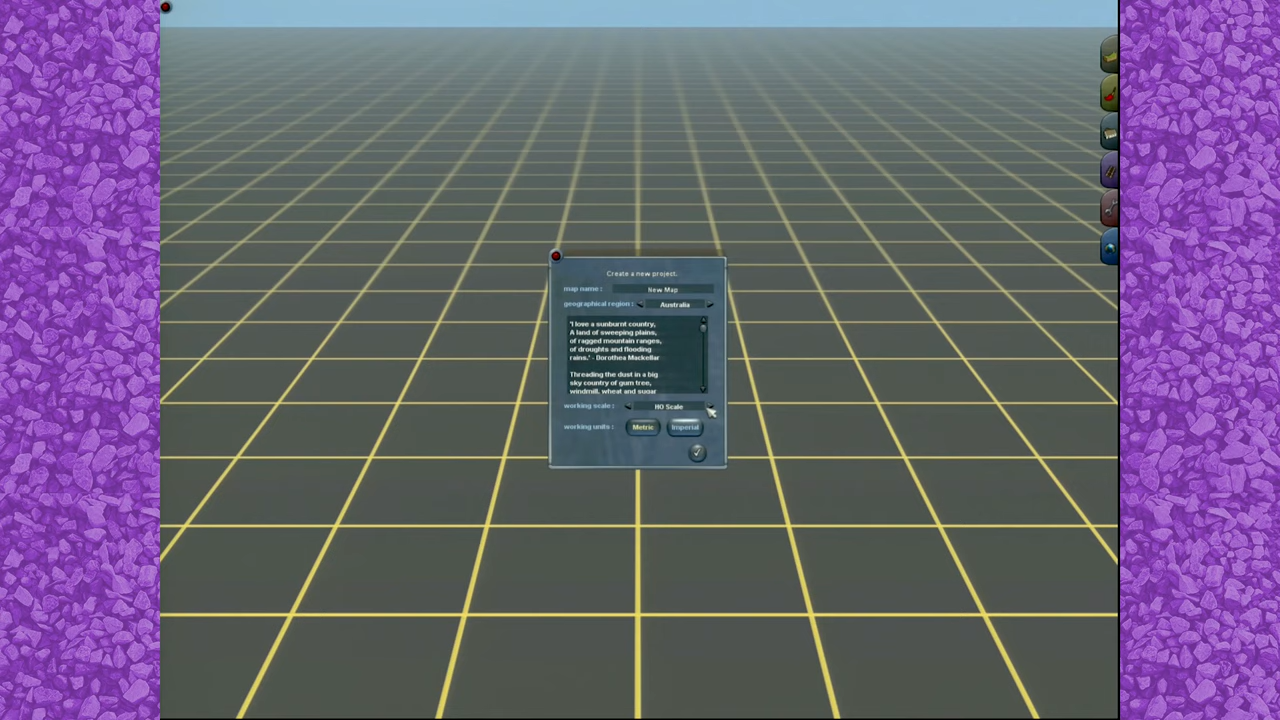 Create a new project.
map name : New Map
geographical region : Australia
'I love a sunburnt country,
A land of sweeping plains,
of ragged mountain ranges,
of droughts and flooding
rains.' - Dorothea Mackellar
Threading the dust in a big
sky country of gum tree,
windmill, wheat and sugar
working scale : HO Scale
working units : Metric Imperial